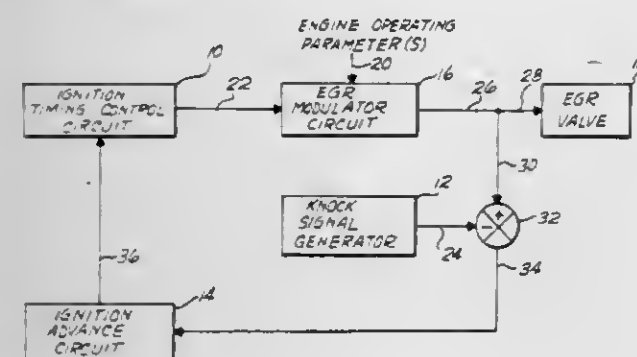 ENGINE OPERATING
PARAMETER(S)
20
10
IGNITION
TIMING CONTROL
CIRCUIT
22
16
EGR
MODULATOR
CIRCUIT
26
28
EGR
VALVE
30
12
KNOCK
SIGNAL
GENERATOR
24
+
-
32
34
36
14
IGNITION
ADVANCE
CIRCUIT